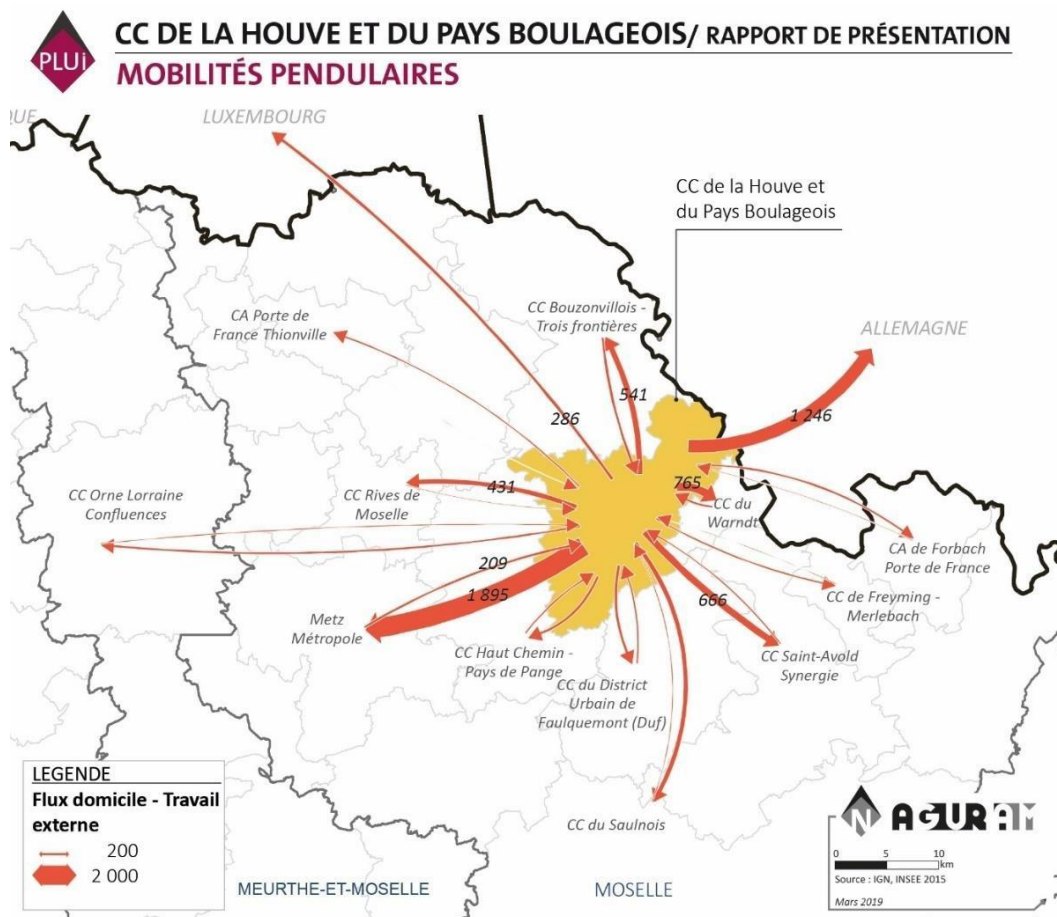 PLUi
CC DE LA HOUVE ET DU PAYS BOULAGEOIS/ RAPPORT DE PRÉSENTATION
MOBILITÉS PENDULAIRES
QUE
LUXEMBOURG
CC de la Houve et
du Pays Boulageois
CA Porte de
France Thionville
CC Bouzonvillois -
Trois frontières
ALLEMAGNE
541
286
1 246
765
431
CC Orne Lorraine
Confluences
CC Rives de
Moselle
CC du
Warndt
CA de Forbach
Porte de France
209
1 895
666
CC de Freyming -
Merlebach
Metz
Métropole
CC Haut Chemin -
Pays de Pange
CC Saint-Avold
Synergie
CC du District
Urbain de
Faulquemont (Duf)
CC du Saulnois
LEGENDE
Flux domicile - Travail
externe
200
2 000
MEURTHE-ET-MOSELLE
MOSELLE
N
AGURAM
0 5 10
km
Source : IGN, INSEE 2015
Mars 2019